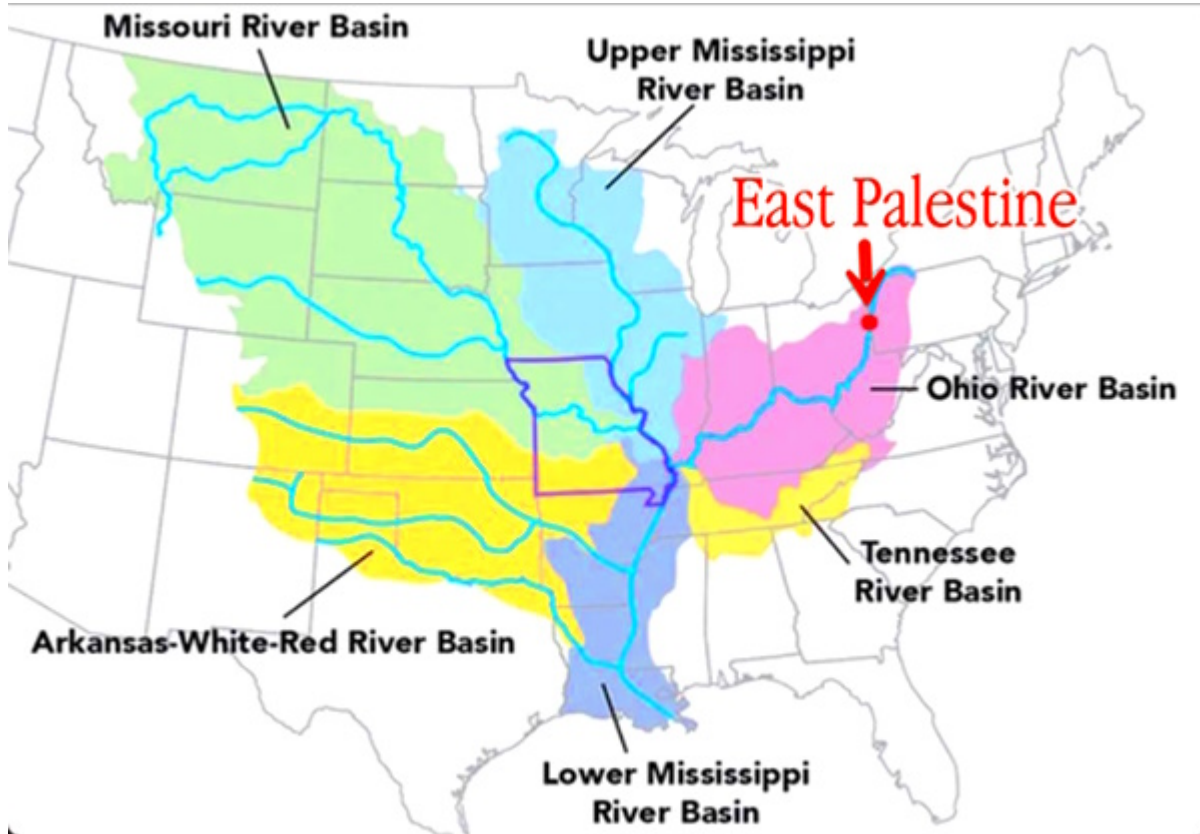 Missouri River Basin
Upper Mississippi
River Basin
East Palestine
Ohio River Basin
Tennessee
River Basin
Arkansas-White-Red River Basin
Lower Mississippi
River Basin